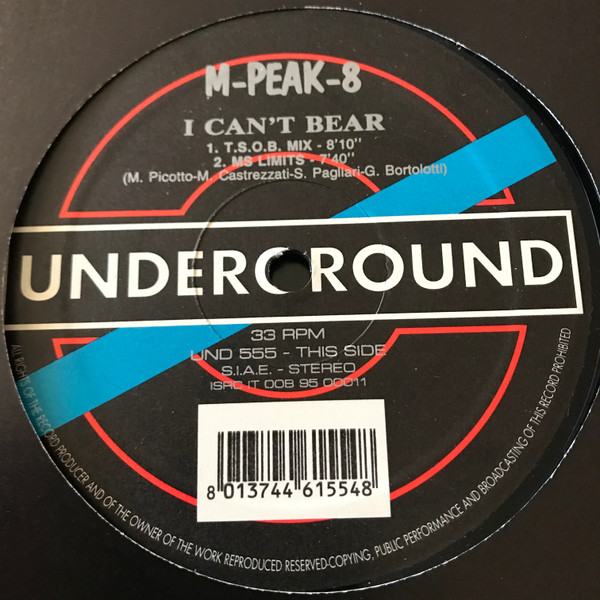 M-PEAK-8
I CAN'T BEAR
1. T.S.O.B. MIX - 8'10''
2. MS LIMITS - 7'40''
(M. Picotto-M. Castrezzati-S. Pagliari-G. Bortolotti)
UNDERGROUND
33 RPM
UND 555 - THIS SIDE
S.I.A.E. - STEREO
ISRC IT 00B 95 00011
8 013744 615548
ALL RIGHTS OF THE RECORD PRODUCER AND OF THE OWNER OF THE WORK REPRODUCED RESERVED-COPYING, PUBLIC PERFORMANCE AND BROADCASTING OF THIS RECORD PROHIBITED